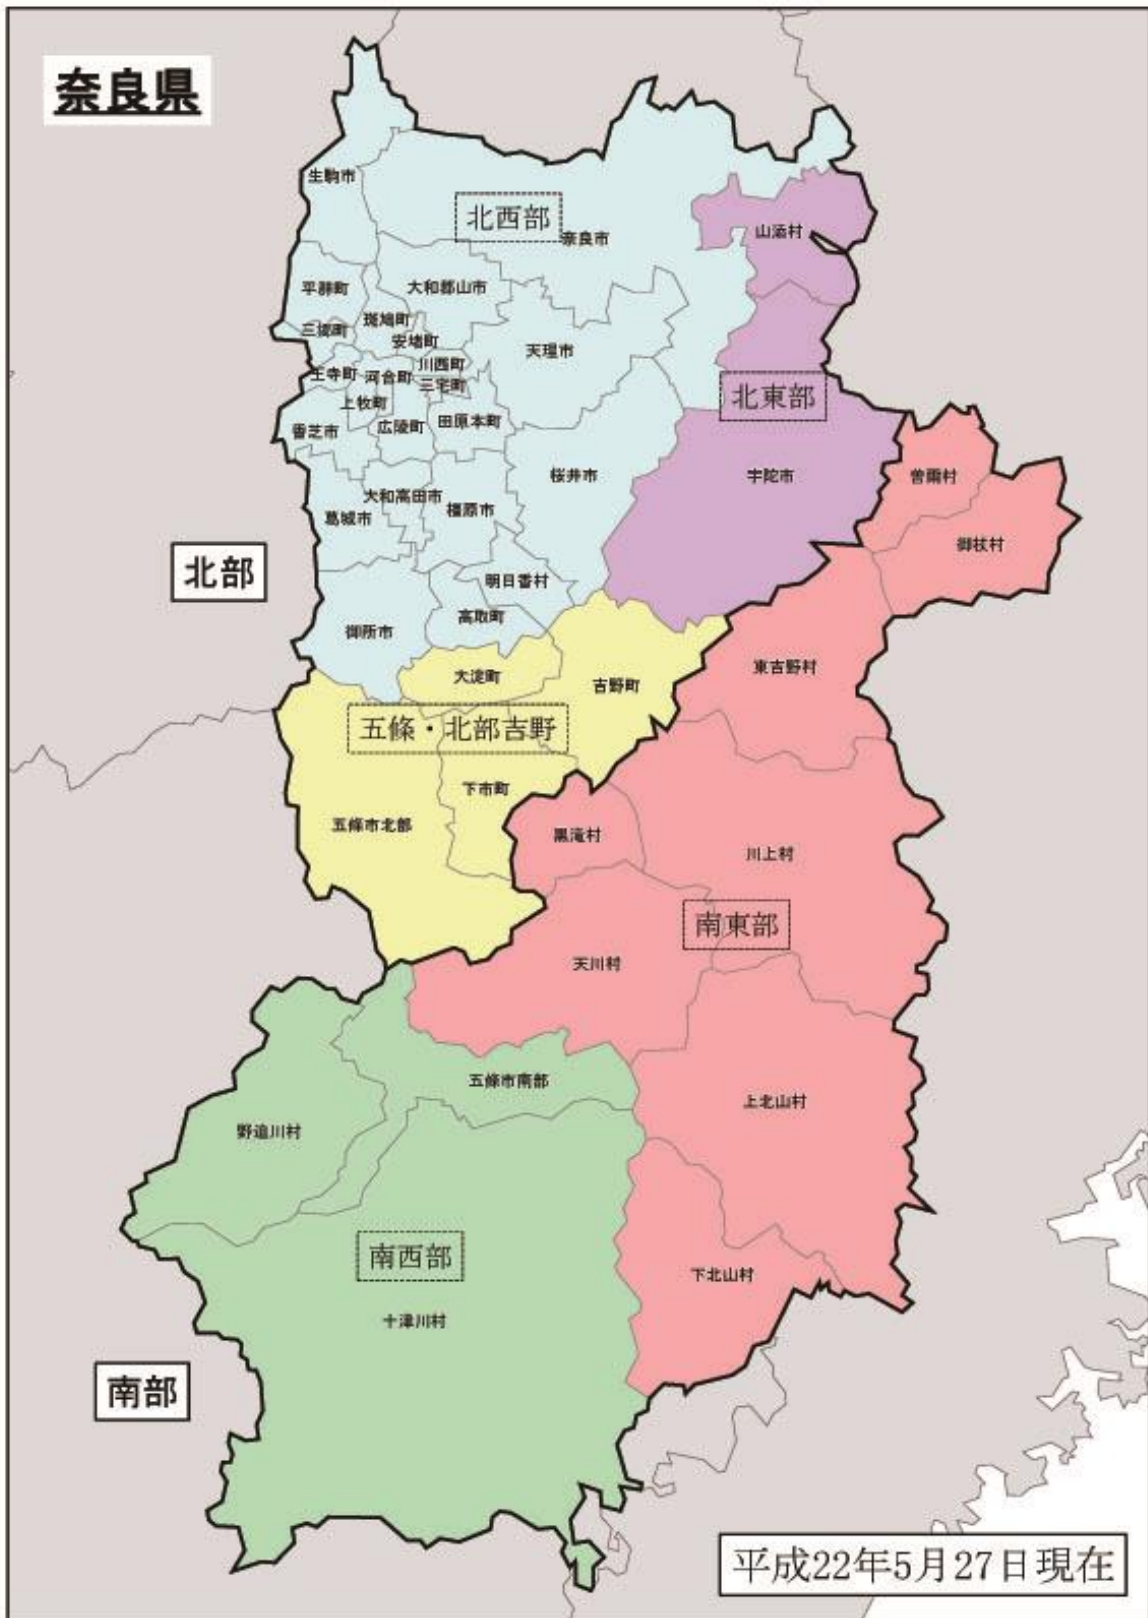 奈良県
生駒市
北西部
奈良市
山添村
平群町
大和郡山市
斑鳩町
三郷町
安堵町
天理市
川西町
王寺町
河合町
三宅町
北東部
上牧町
香芝市
広陵町
田原本町
桜井市
宇陀市
曽爾村
大和高田市
橿原市
葛城市
御杖村
北部
明日香村
高取町
御所市
東吉野村
大淀町
吉野町
五條・北部吉野
下市町
五條市北部
黒滝村
川上村
南東部
天川村
五條市南部
上北山村
野迫川村
南西部
下北山村
十津川村
南部
平成22年5月27日現在